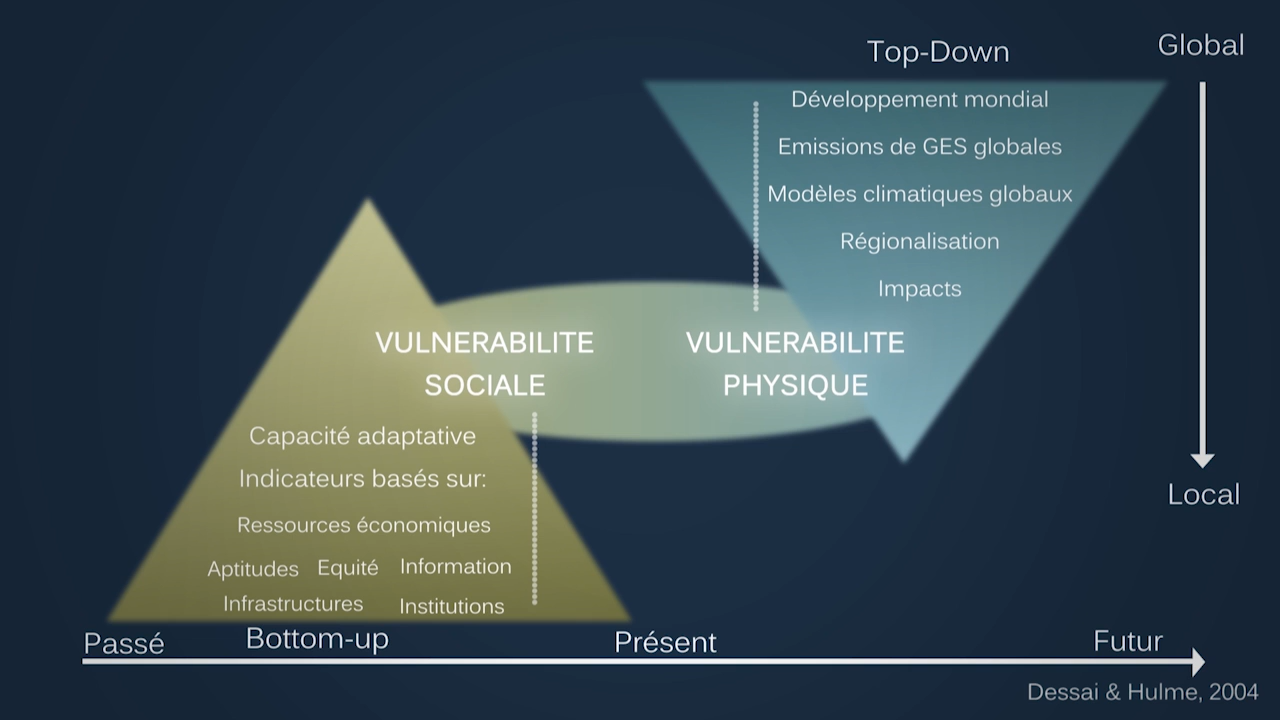 Top-Down
Global
Développement mondial
Emissions de GES globales
Modèles climatiques globaux
Régionalisation
Impacts
VULNERABILITE
SOCIALE
VULNERABILITE
PHYSIQUE
Capacité adaptative
Indicateurs basés sur:
Ressources économiques
Aptitudes Equité Information
Infrastructures Institutions
Local
Passé Bottom-up Présent Futur
Dessai & Hulme, 2004